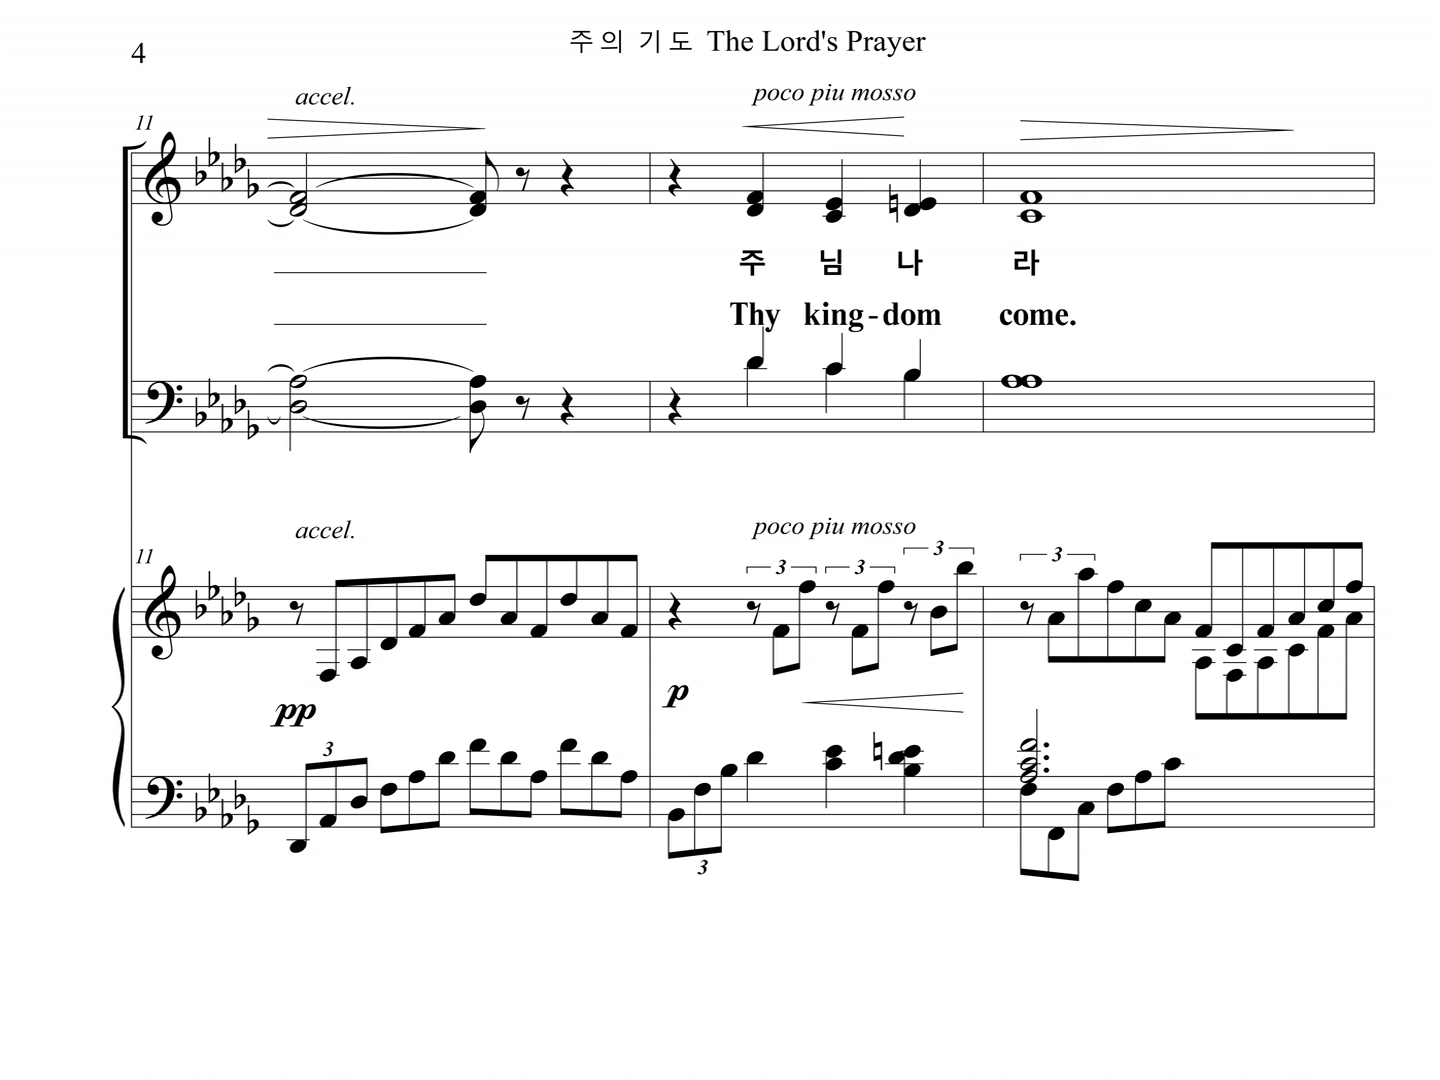 4
주의 기도 The Lord's Prayer
accel.
poco piu mosso
11
주 님 나 라
Thy king-dom come.
accel.
poco piu mosso
11
3 3 3 3
pp
p
3
3